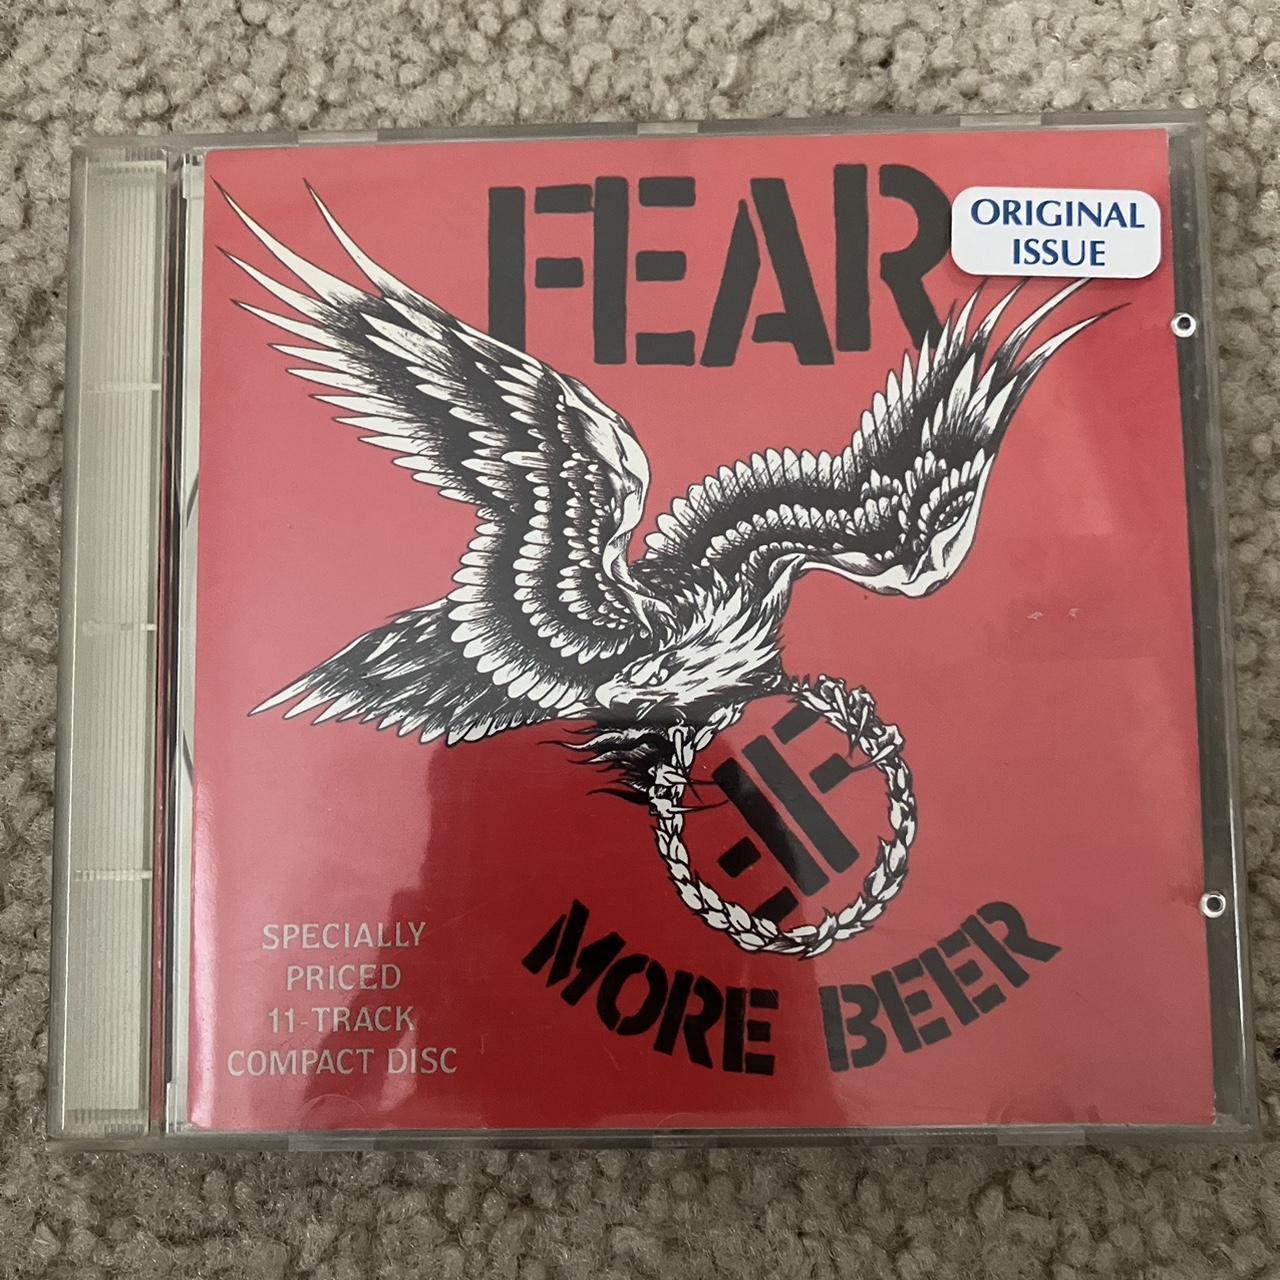 FEAR
ORIGINAL
ISSUE
MORE BEER
SPECIALLY
PRICED
11-TRACK
COMPACT DISC